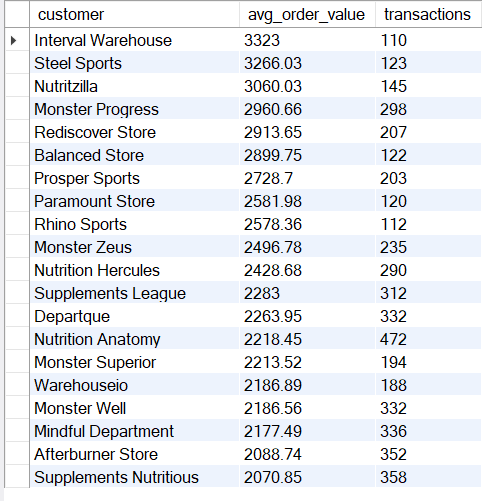 customer avg_order_value transactions
Interval Warehouse 3323 110
Steel Sports 3266.03 123
Nutritzilla 3060.03 145
Monster Progress 2960.66 298
Rediscover Store 2913.65 207
Balanced Store 2899.75 122
Prosper Sports 2728.7 203
Paramount Store 2581.98 120
Rhino Sports 2578.36 112
Monster Zeus 2496.78 235
Nutrition Hercules 2428.68 290
Supplements League 2283 312
Departque 2263.95 332
Nutrition Anatomy 2218.45 472
Monster Superior 2213.52 194
Warehouseio 2186.89 188
Monster Well 2186.56 332
Mindful Department 2177.49 336
Afterburner Store 2088.74 352
Supplements Nutritious 2070.85 358